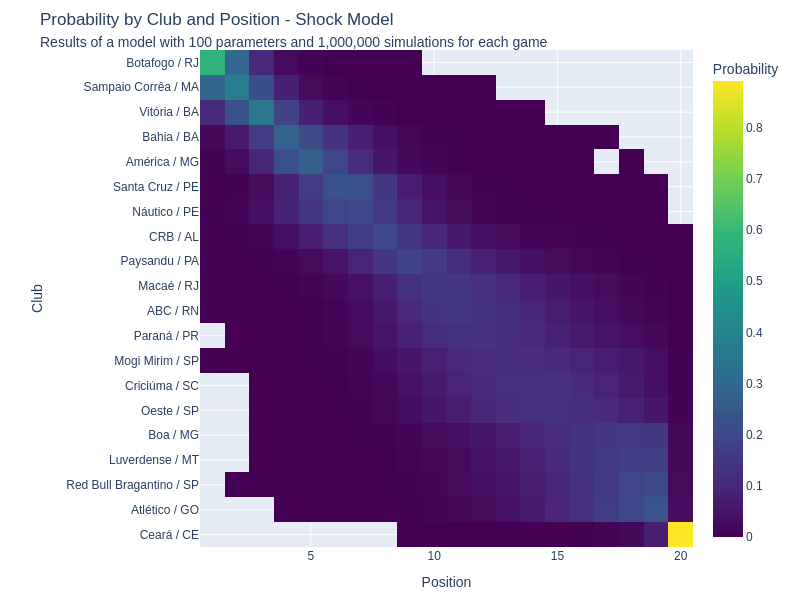 Probability by Club and Position - Shock Model
Results of a model with 100 parameters and 1,000,000 simulations for each game
Probability
Botafogo / RJ
Sampaio Corrêa / MA
Vitória / BA
Bahia / BA
América / MG
Santa Cruz / PE
Náutico / PE
CRB / AL
Paysandu / PA
Macaé / RJ
ABC / RN
Paraná / PR
Mogi Mirim / SP
Criciúma / SC
Oeste / SP
Boa / MG
Luverdense / MT
Red Bull Bragantino / SP
Atlético / GO
Ceará / CE
Club
5
10
15
20
Position
0.8
0.7
0.6
0.5
0.4
0.3
0.2
0.1
0